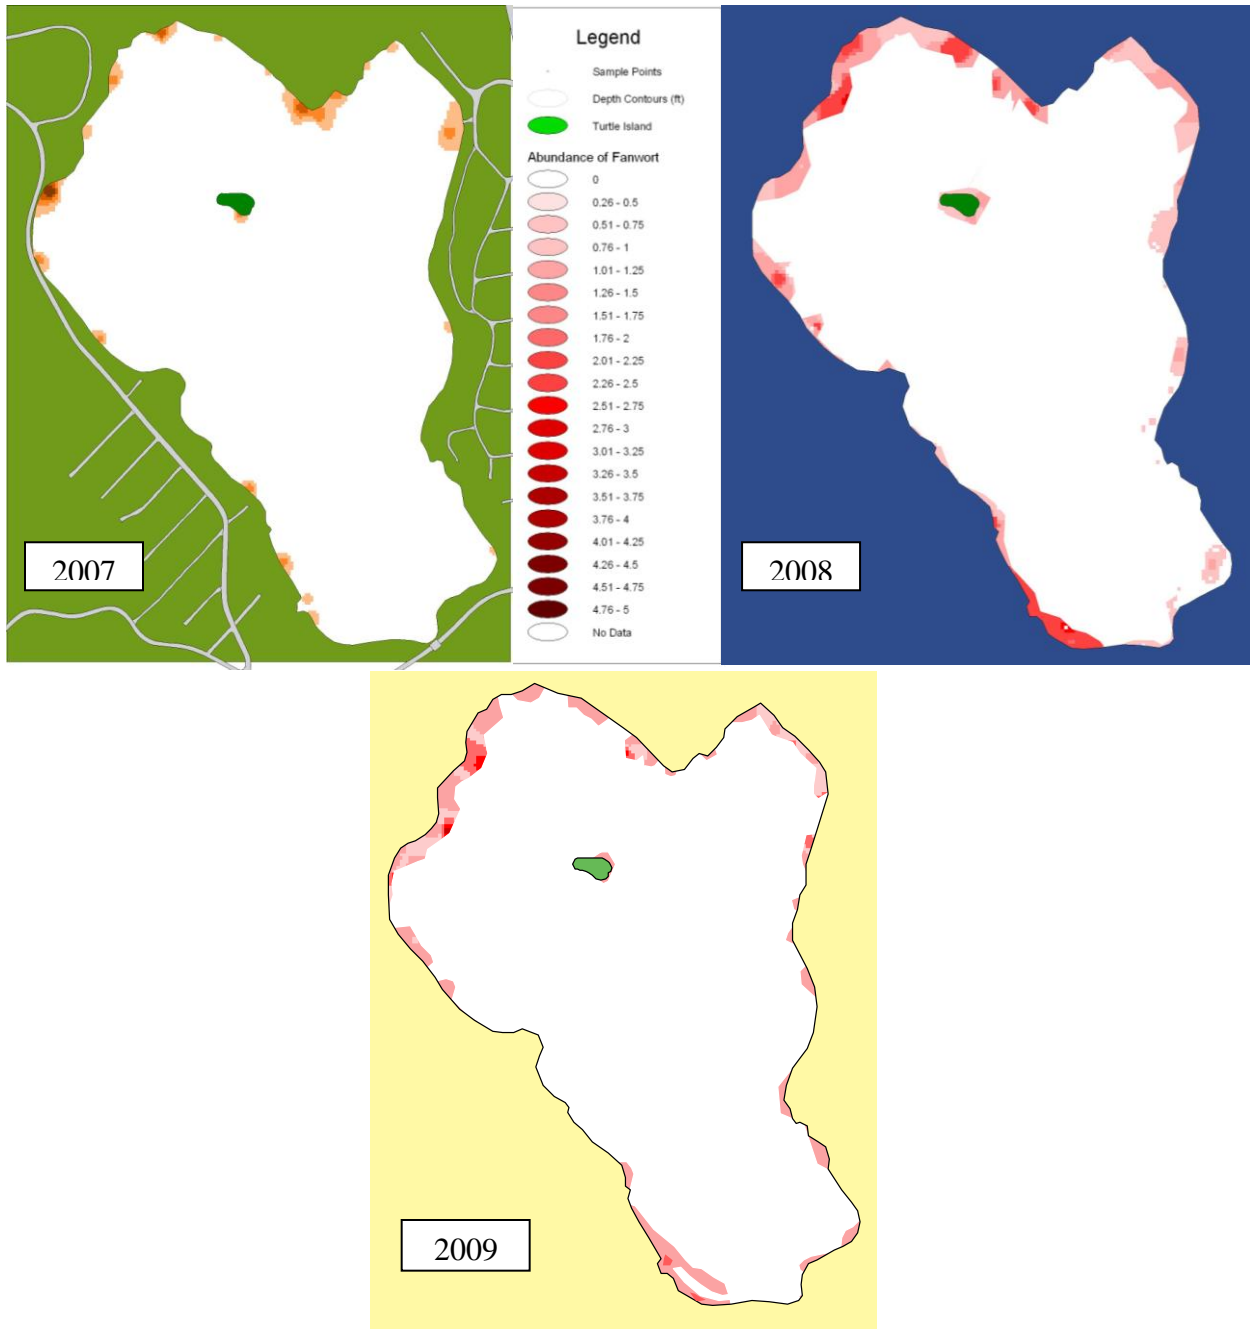 Legend
Sample Points
Depth Contours (ft)
Turtle Island
Abundance of Fanwort
0
0.26 - 0.5
0.51 - 0.75
0.76 - 1
1.01 - 1.25
1.26 - 1.5
1.51 - 1.75
1.76 - 2
2.01 - 2.25
2.26 - 2.5
2.51 - 2.75
2.76 - 3
3.01 - 3.25
3.26 - 3.5
3.51 - 3.75
3.76 - 4
4.01 - 4.25
4.26 - 4.5
4.51 - 4.75
4.76 - 5
No Data
2007
2008
2009